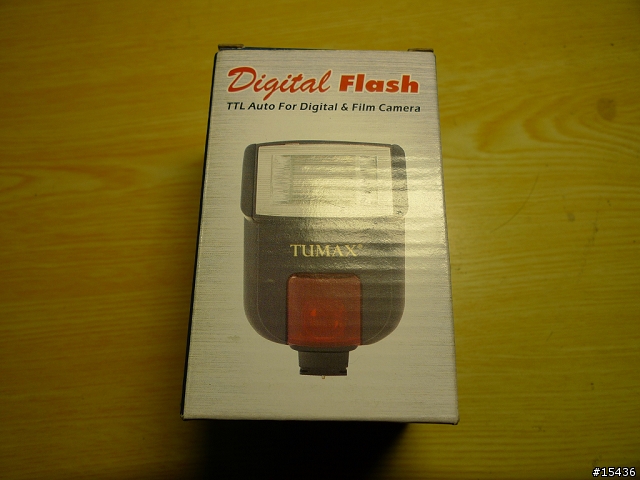 Digital Flash
TTL Auto For Digital & Film Camera
TUMAX
#15436